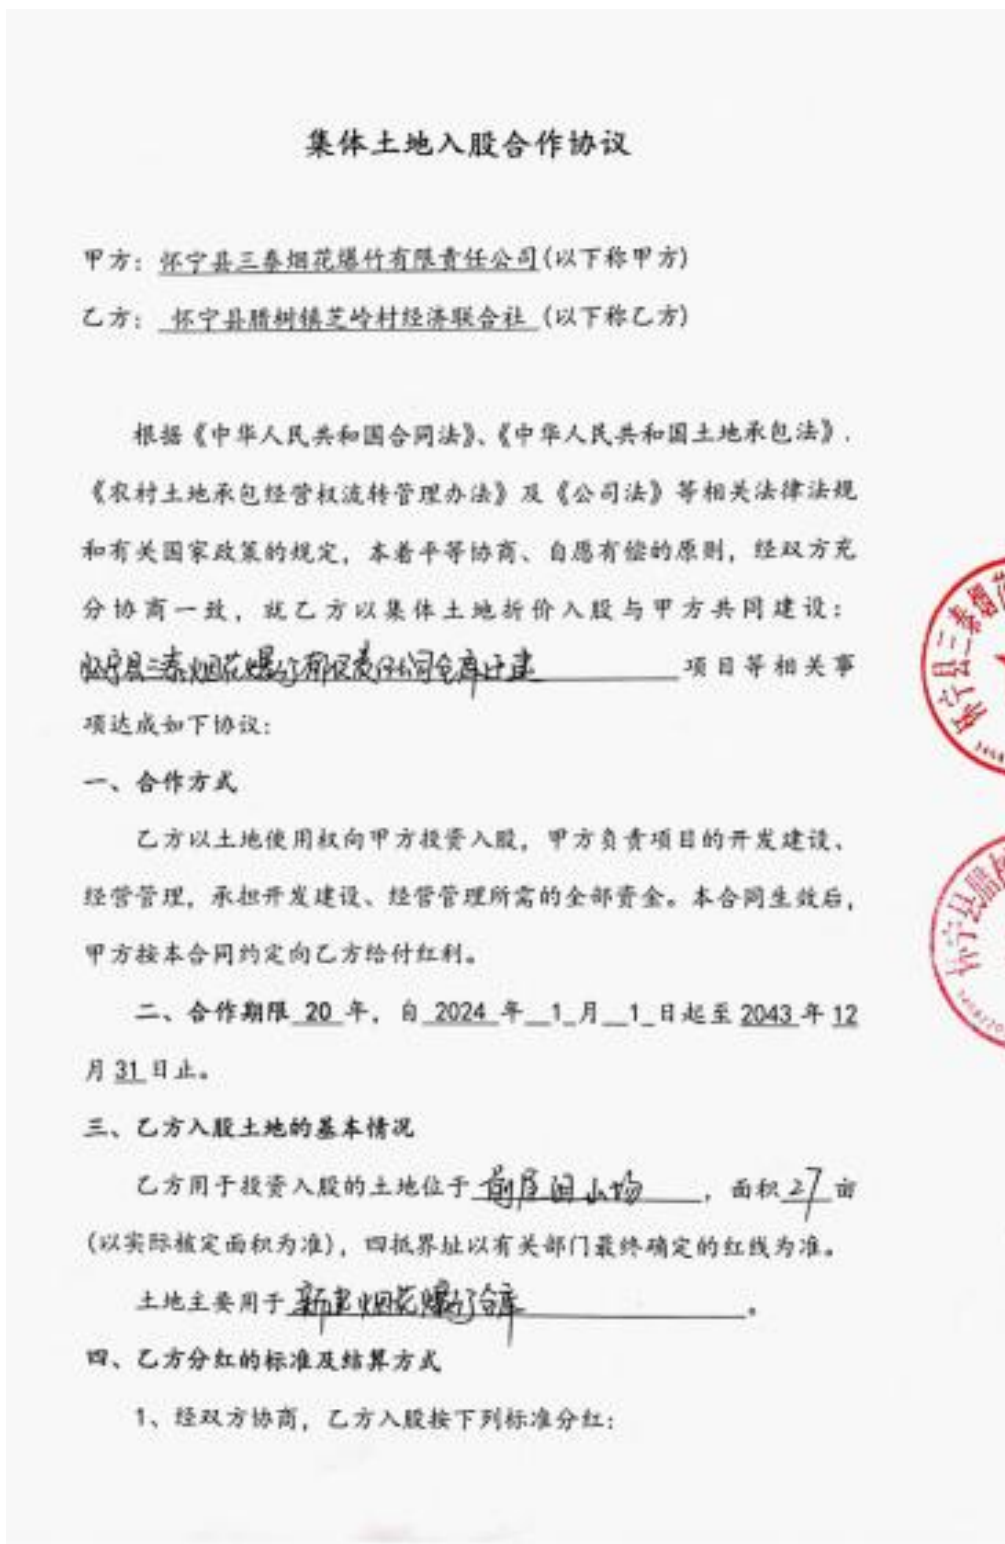 集体土地入股合作协议
甲方：怀宁县三泰烟花爆竹有限责任公司(以下称甲方)
乙方：怀宁县腊树镇芝岭村经济联合社(以下称乙方)
根据《中华人民共和国合同法》、《中华人民共和国土地承包法》、
《农村土地承包经营权流转管理办法》及《公司法》等相关法律法规
和有关国家政策的规定，本着平等协商、自愿有偿的原则，经双方充
分协商一致，就乙方以集体土地折价入股与甲方共同建设：
怀宁县三泰烟花爆竹有限责任公司仓库迁建 项目等相关事
项达成如下协议：
一、合作方式
乙方以土地使用权向甲方投资入股，甲方负责项目的开发建设、
经营管理，承担开发建设、经营管理所需的全部资金。本合同生效后，
甲方按本合同约定向乙方给付红利。
二、合作期限 20 年，自 2024 年 1 月 1 日起至 2043 年 12
月 31 日止。
三、乙方入股土地的基本情况
乙方用于投资入股的土地位于 前 山场 ，面积 27 亩
(以实际核定面积为准)，四抵界址以有关部门最终确定的红线为准。
土地主要用于 新建烟花爆竹仓库 。
四、乙方分红的标准及结算方式
1、经双方协商，乙方入股按下列标准分红：
怀宁县三泰烟花
怀宁县腊树